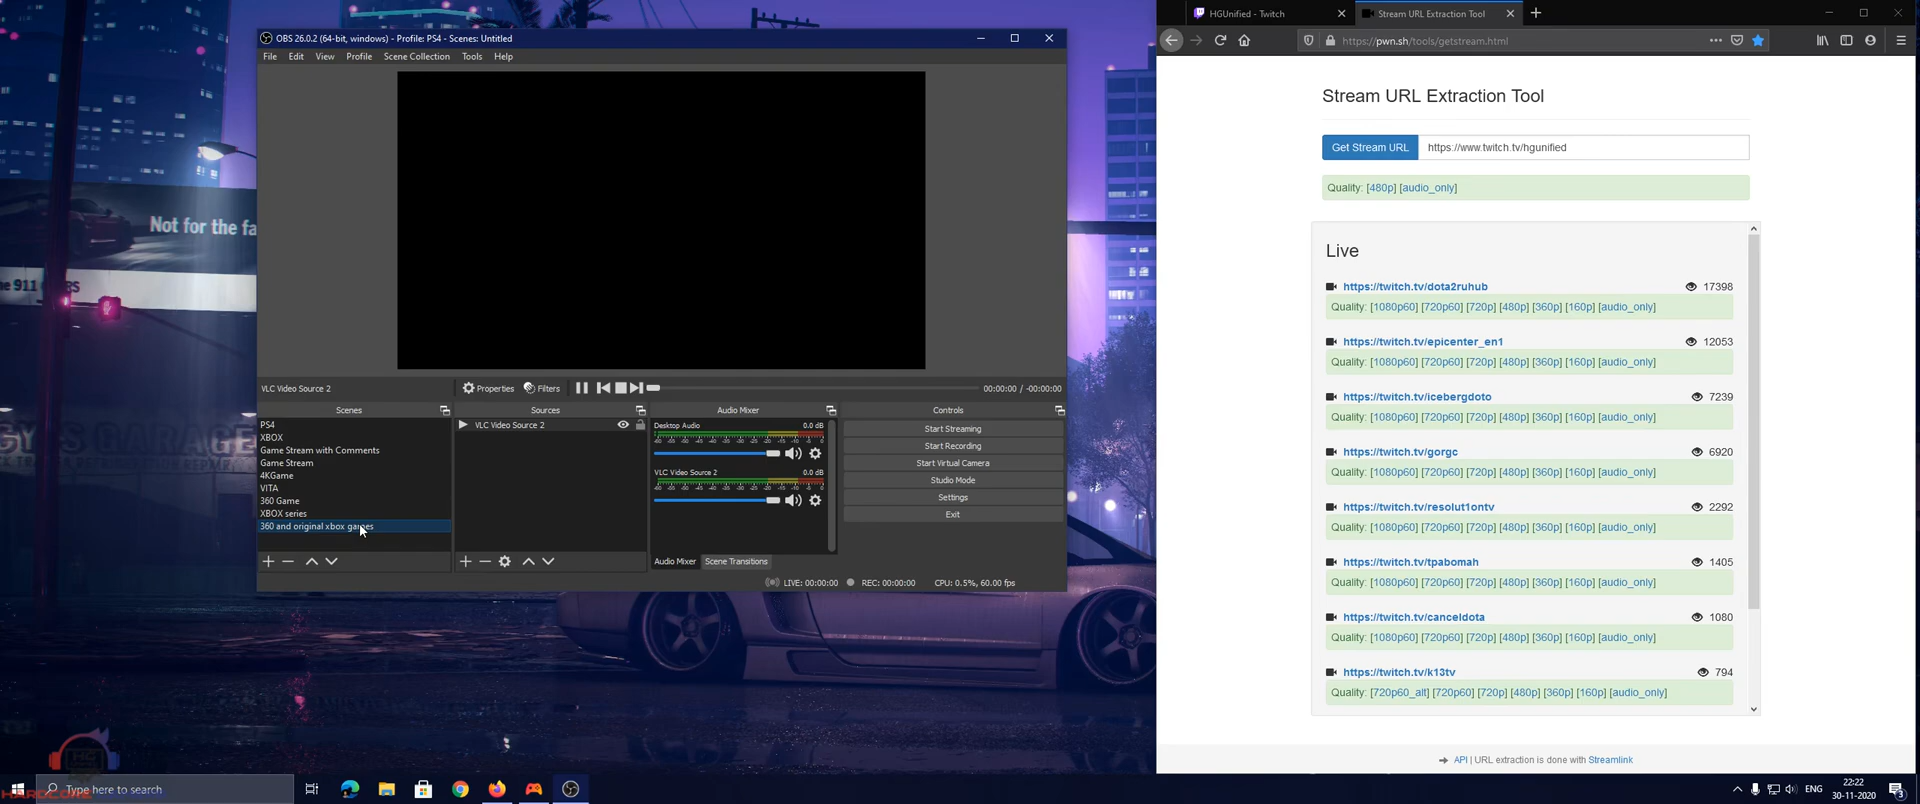 OBS 26.0.2 (64-bit, windows) - Profile: PS4 - Scenes: Untitled
File Edit View Profile Scene Collection Tools Help
Not for the fa
e 911
GARAGE
VLC Video Source 2
Properties Filters 00:00:00 / -00:00:00
Scenes
PS4
XBOX
Game Stream with Comments
Game Stream
4KGame
VITA
360 Game
XBOX series
360 and original xbox games
Sources
VLC Video Source 2
Audio Mixer
Desktop Audio 0.0 dB
VLC Video Source 2 0.0 dB
Audio Mixer Scene Transitions
Controls
Start Streaming
Start Recording
Start Virtual Camera
Studio Mode
Settings
Exit
LIVE: 00:00:00 REC: 00:00:00 CPU: 0.5%, 60.00 fps
HGUnified - Twitch
Stream URL Extraction Tool
https://pwn.sh/tools/getstream.html
Stream URL Extraction Tool
Get Stream URL https://www.twitch.tv/hgunified
Quality: [480p] [audio_only]
Live
https://twitch.tv/dota2ruhub 17398
Quality: [1080p60] [720p60] [720p] [480p] [360p] [160p] [audio_only]
https://twitch.tv/epicenter_en1 12053
Quality: [1080p60] [720p60] [720p] [480p] [360p] [160p] [audio_only]
https://twitch.tv/icebergdoto 7239
Quality: [1080p60] [720p60] [720p] [480p] [360p] [160p] [audio_only]
https://twitch.tv/gorgc 6920
Quality: [1080p60] [720p60] [720p] [480p] [360p] [160p] [audio_only]
https://twitch.tv/resolut1ontv 2292
Quality: [1080p60] [720p60] [720p] [480p] [360p] [160p] [audio_only]
https://twitch.tv/tpabomah 1405
Quality: [1080p60] [720p60] [720p] [480p] [360p] [160p] [audio_only]
https://twitch.tv/canceldota 1080
Quality: [1080p60] [720p60] [720p] [480p] [360p] [160p] [audio_only]
https://twitch.tv/k13tv 794
Quality: [720p60_alt] [720p60] [720p] [480p] [360p] [160p] [audio_only]
API | URL extraction is done with Streamlink
Type here to search
ENG
22:22
30-11-2020
3